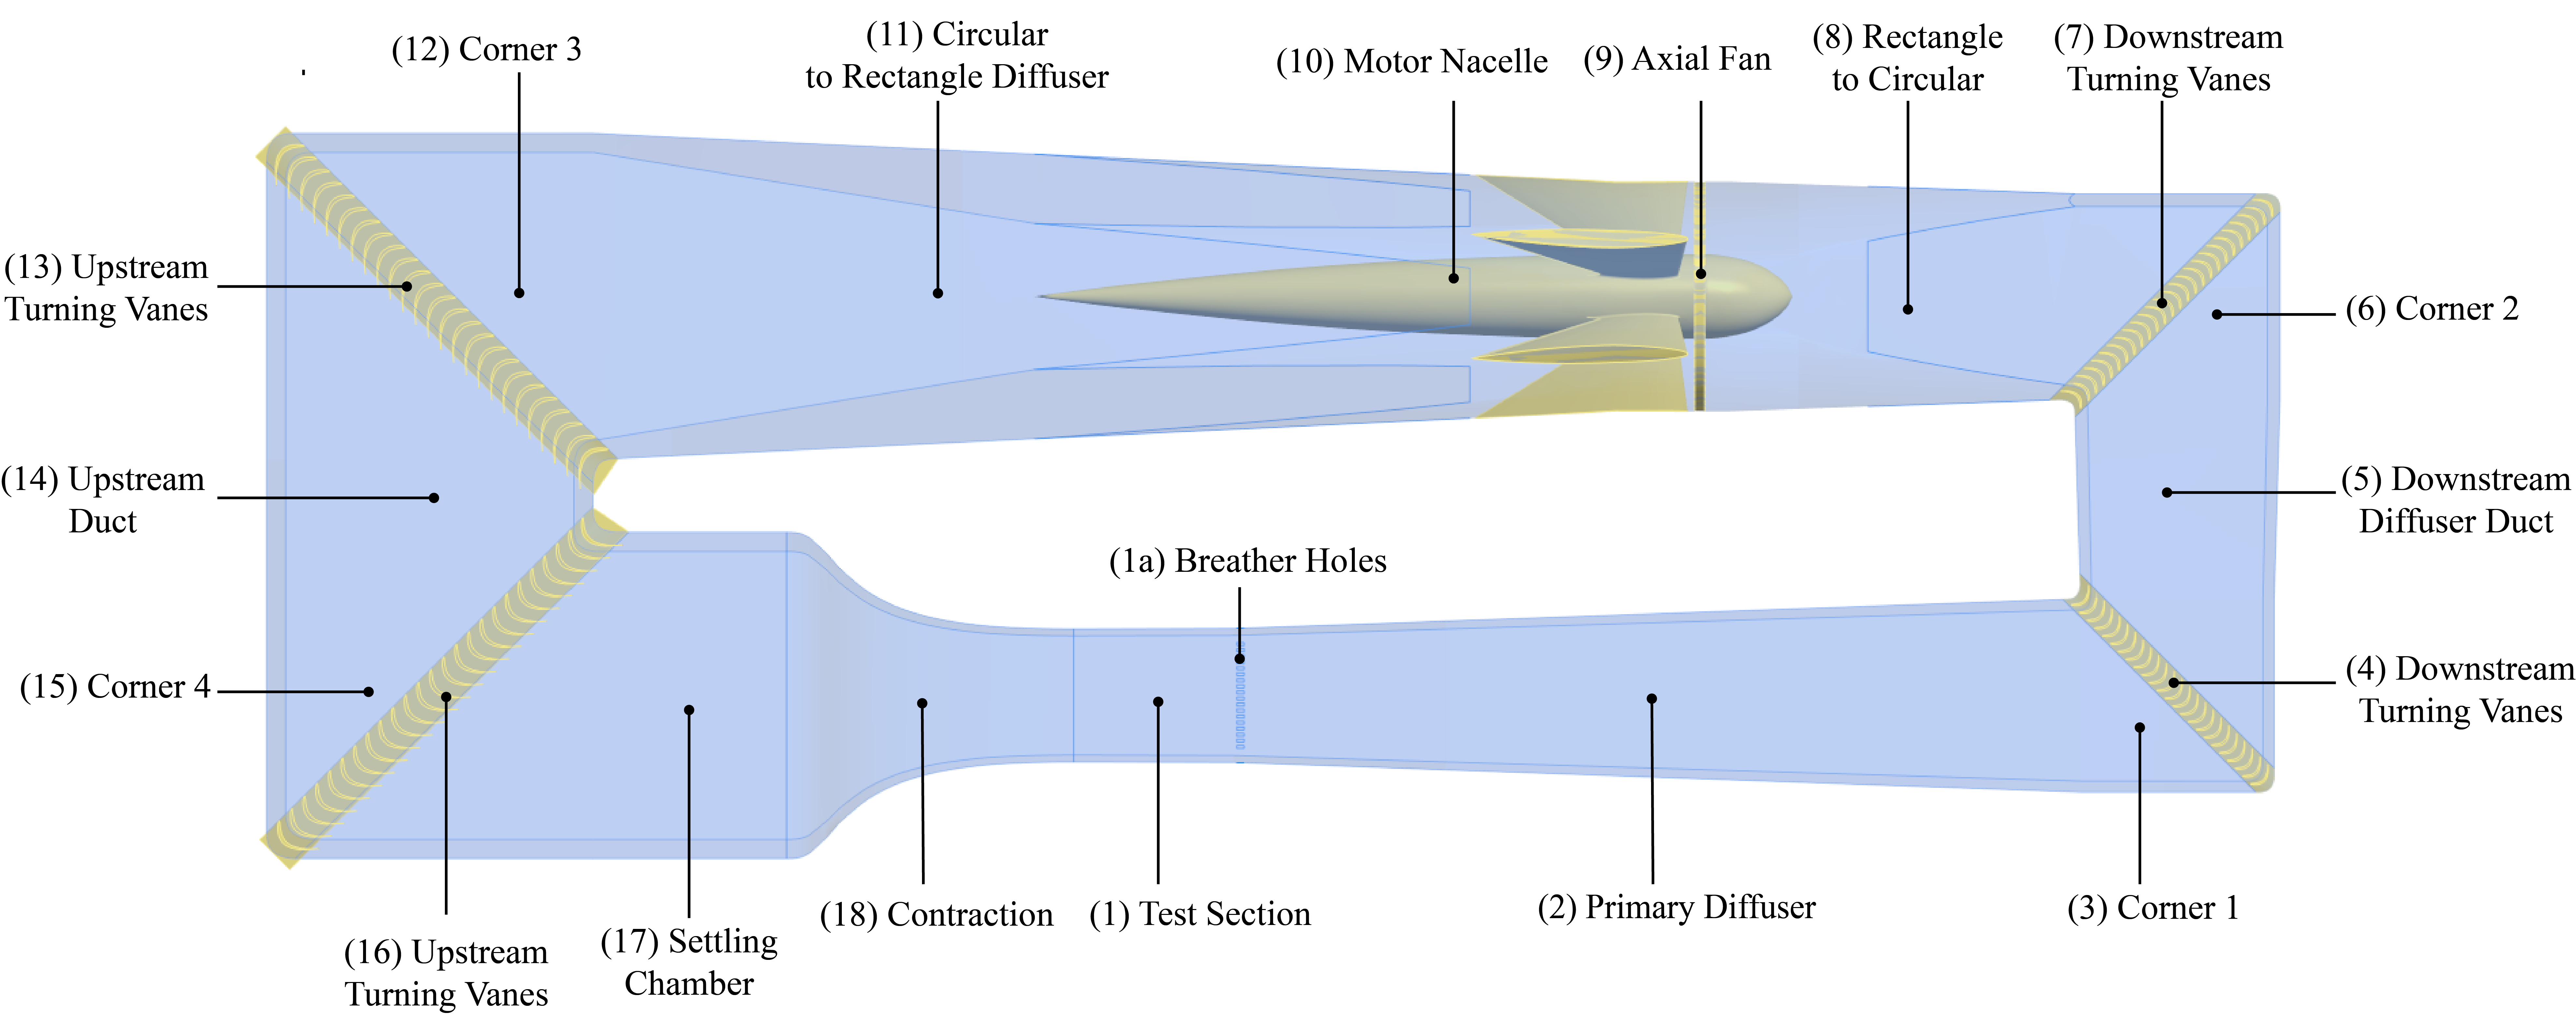 (12) Corner 3
(11) Circular
to Rectangle Diffuser
(10) Motor Nacelle
(9) Axial Fan
(8) Rectangle
to Circular
(7) Downstream
Turning Vanes
(13) Upstream
Turning Vanes
(6) Corner 2
(14) Upstream
Duct
(5) Downstream
Diffuser Duct
(1a) Breather Holes
(15) Corner 4
(4) Downstream
Turning Vanes
(16) Upstream
Turning Vanes
(17) Settling
Chamber
(18) Contraction
(1) Test Section
(2) Primary Diffuser
(3) Corner 1